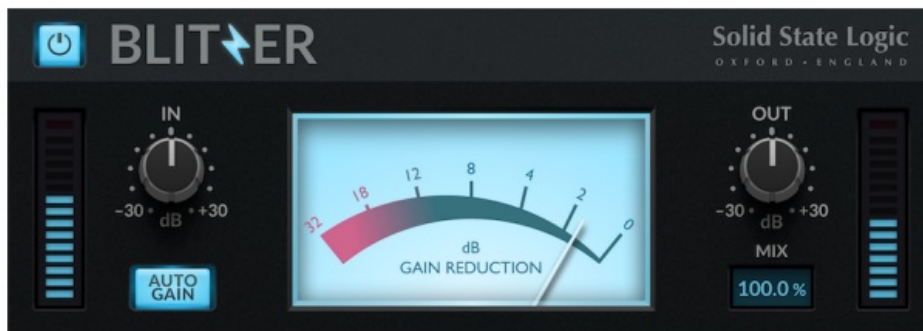 BLITZER
Solid State Logic
OXFORD • ENGLAND
IN
-30 dB +30
AUTO
GAIN
32 18 12 8 4 2 0
dB
GAIN REDUCTION
OUT
-30 dB +30
MIX
100.0 %